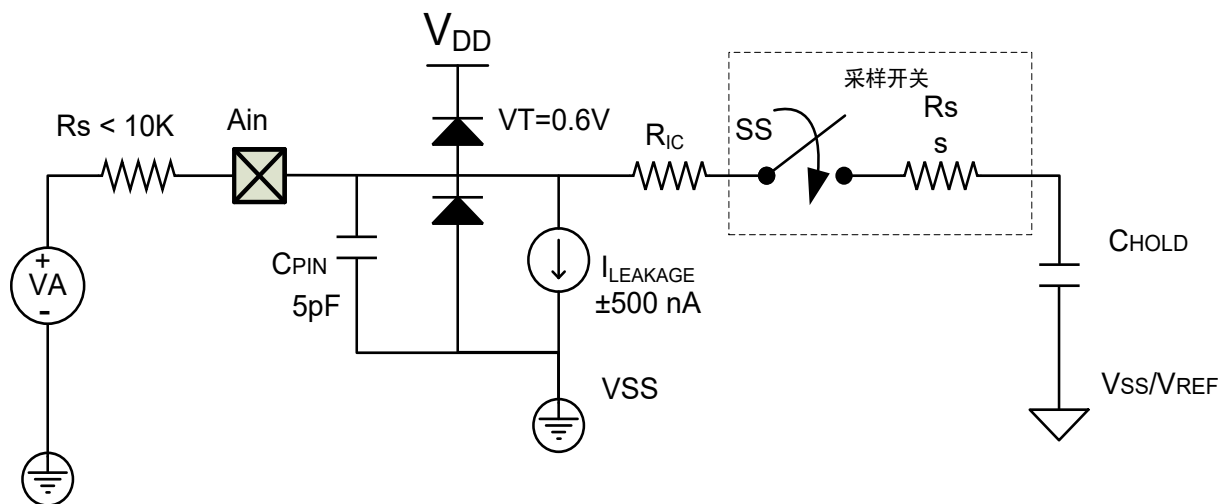 VDD
采样开关
Rs < 10K
Ain
VT=0.6V
RIC
SS
Rs
s
+
VA
-
CPIN
5pF
ILEAKAGE
±500 nA
CHOLD
VSS
VSS/VREF